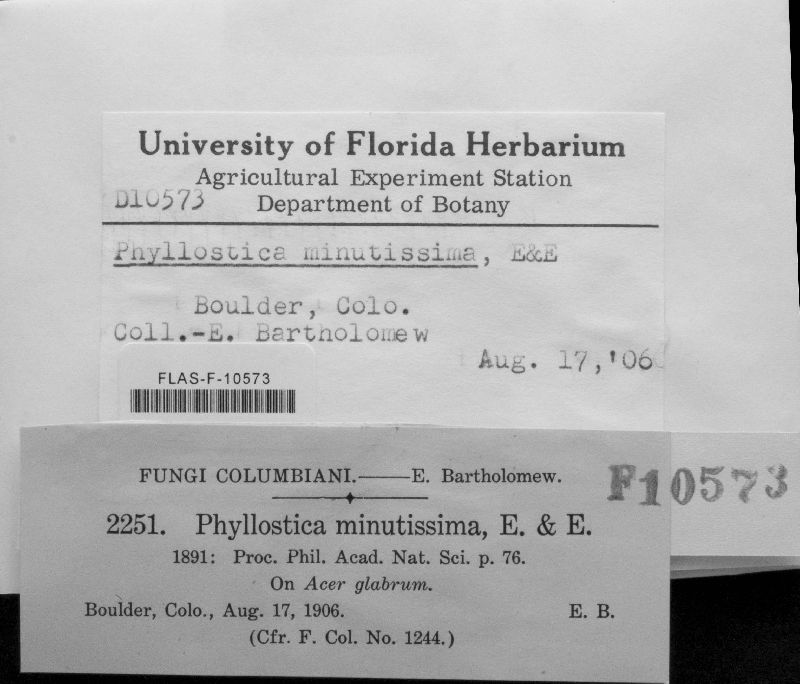 University of Florida Herbarium
Agricultural Experiment Station
D10573 Department of Botany
Phyllostica minutissima, E&E
Boulder, Colo.
Coll.-E. Bartholomew
Aug. 17,'06
FLAS-F-10573
FUNGI COLUMBIANI.——E. Bartholomew.
F10573
2251. Phyllostica minutissima, E. & E.
1891: Proc. Phil. Acad. Nat. Sci. p. 76.
On Acer glabrum.
Boulder, Colo., Aug. 17, 1906. E. B.
(Cfr. F. Col. No. 1244.)